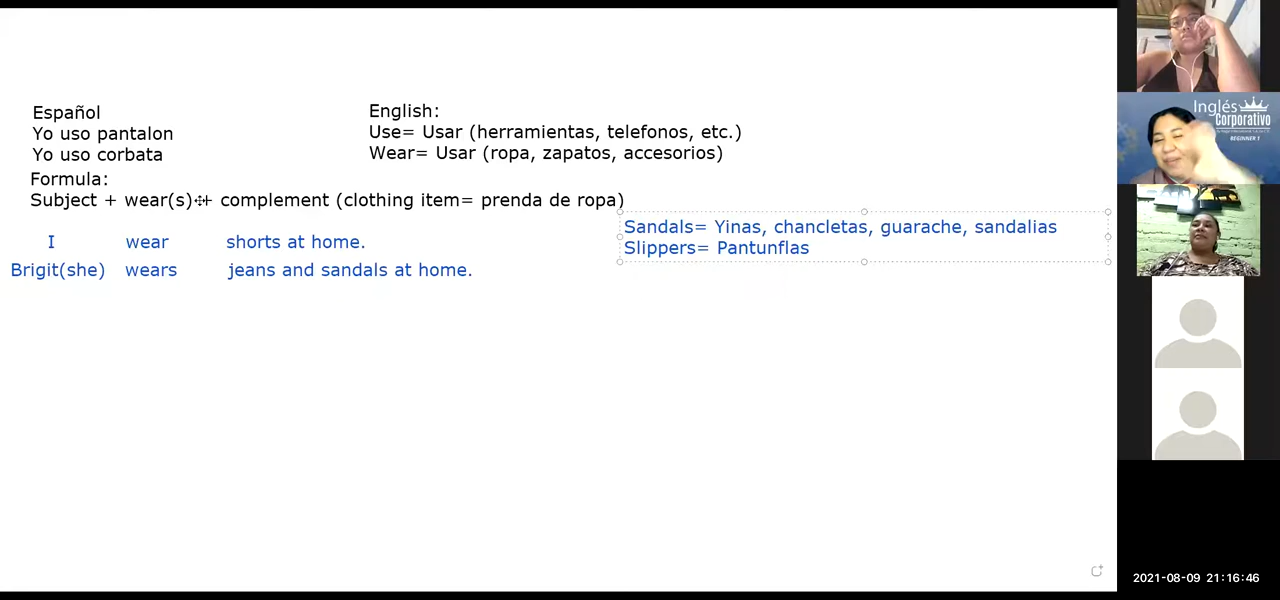 Español
Yo uso pantalon
Yo uso corbata
English:
Use= Usar (herramientas, telefonos, etc.)
Wear= Usar (ropa, zapatos, accesorios)
Formula:
Subject + wear(s)+ complement (clothing item= prenda de ropa)
I wear shorts at home.
Brigit(she) wears jeans and sandals at home.
Sandals= Yinas, chancletas, guarache, sandalias
Slippers= Pantunflas
Inglés
Corporativo
BEGINNER 1
2021-08-09 21:16:46